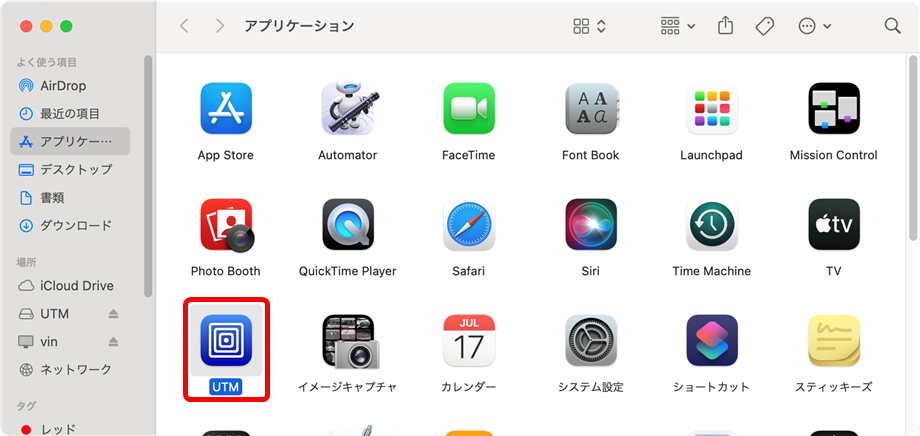 アプリケーション
よく使う項目
AirDrop
最近の項目
アプリケー…
デスクトップ
書類
ダウンロード
場所
iCloud Drive
UTM
vin
ネットワーク
タグ
レッド
App Store
Automator
FaceTime
Font Book
Launchpad
Mission Control
Photo Booth
QuickTime Player
Safari
Siri
Time Machine
tv
TV
UTM
イメージキャプチャ
JUL
17
カレンダー
システム設定
ショートカット
スティッキーズ